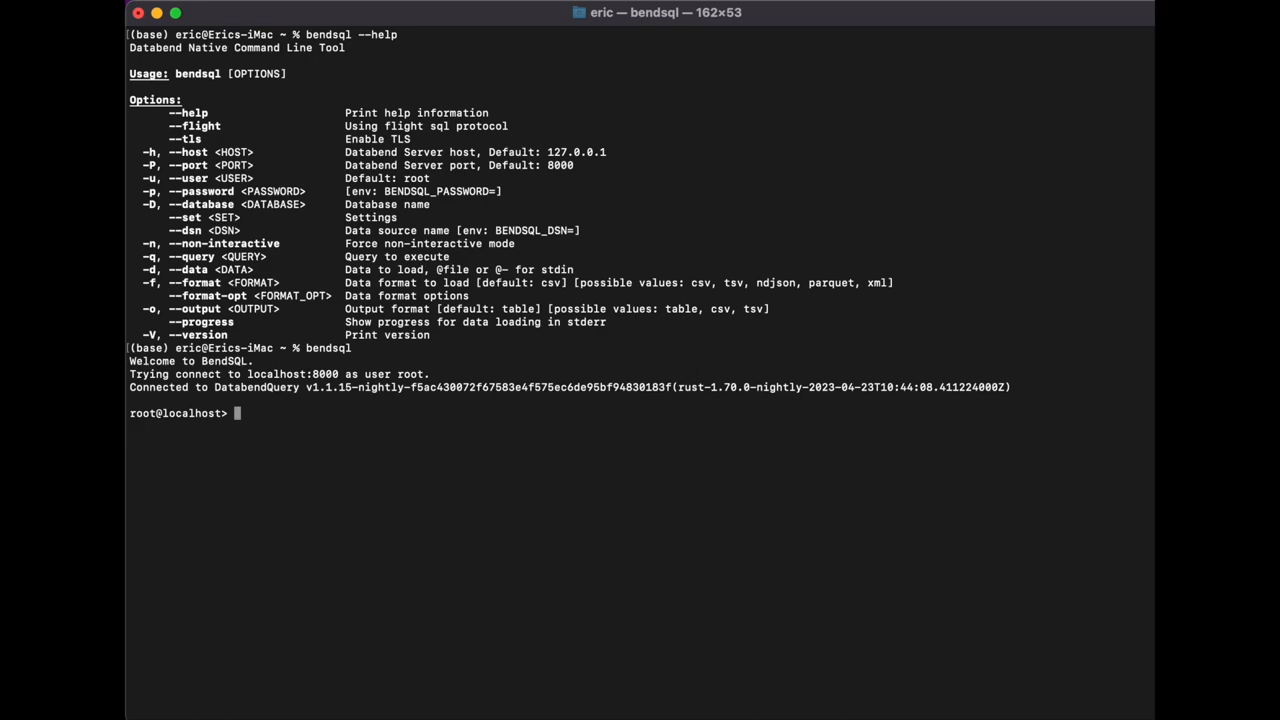 eric — bendsql — 162×53
[(base) eric@Erics-iMac ~ % bendsql --help
Databend Native Command Line Tool
Usage: bendsql [OPTIONS]
Options:
--help Print help information
--flight Using flight sql protocol
--tls Enable TLS
-h, --host <HOST> Databend Server host, Default: 127.0.0.1
-P, --port <PORT> Databend Server port, Default: 8000
-u, --user <USER> Default: root
-p, --password <PASSWORD> [env: BENDSQL_PASSWORD=]
-D, --database <DATABASE> Database name
--set <SET> Settings
--dsn <DSN> Data source name [env: BENDSQL_DSN=]
-n, --non-interactive Force non-interactive mode
-q, --query <QUERY> Query to execute
-d, --data <DATA> Data to load, @file or @- for stdin
-f, --format <FORMAT> Data format to load [default: csv] [possible values: csv, tsv, ndjson, parquet, xml]
--format-opt <FORMAT_OPT> Data format options
-o, --output <OUTPUT> Output format [default: table] [possible values: table, csv, tsv]
--progress Show progress for data loading in stderr
-V, --version Print version
[(base) eric@Erics-iMac ~ % bendsql
Welcome to BendSQL.
Trying connect to localhost:8000 as user root.
Connected to DatabendQuery v1.1.15-nightly-f5ac430072f67583e4f575ec6de95bf94830183f(rust-1.70.0-nightly-2023-04-23T10:44:08.411224000Z)
root@localhost>